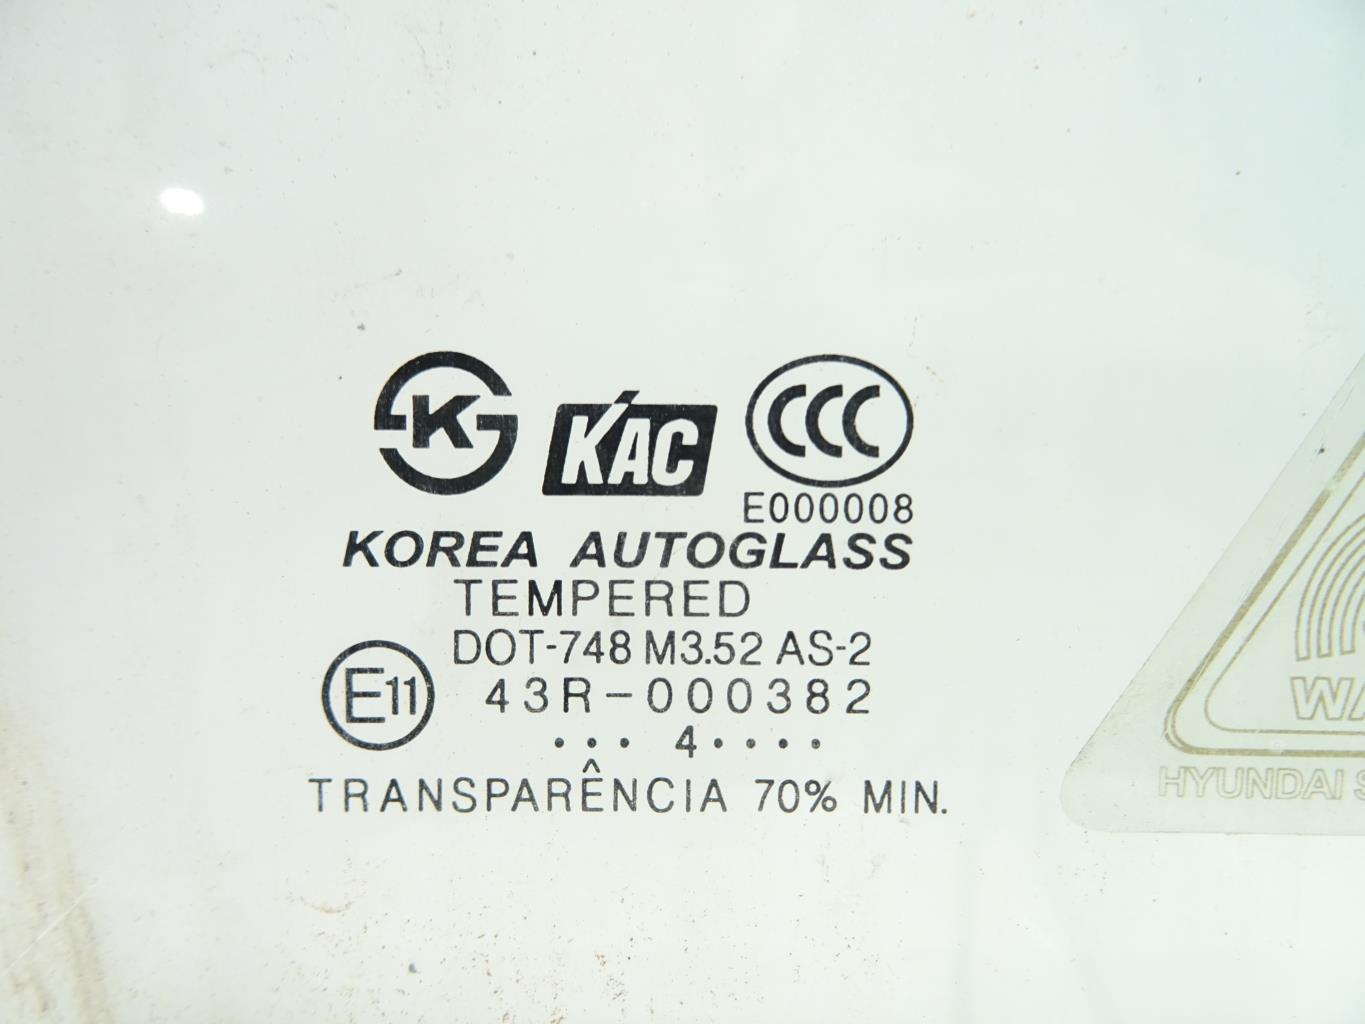 K
KAC
CCC
E000008
KOREA AUTOGLASS
TEMPERED
DOT-748 M3.52 AS-2
E11
43R-000382
••• 4••••
TRANSPARÊNCIA 70% MIN.
HYUNDAI